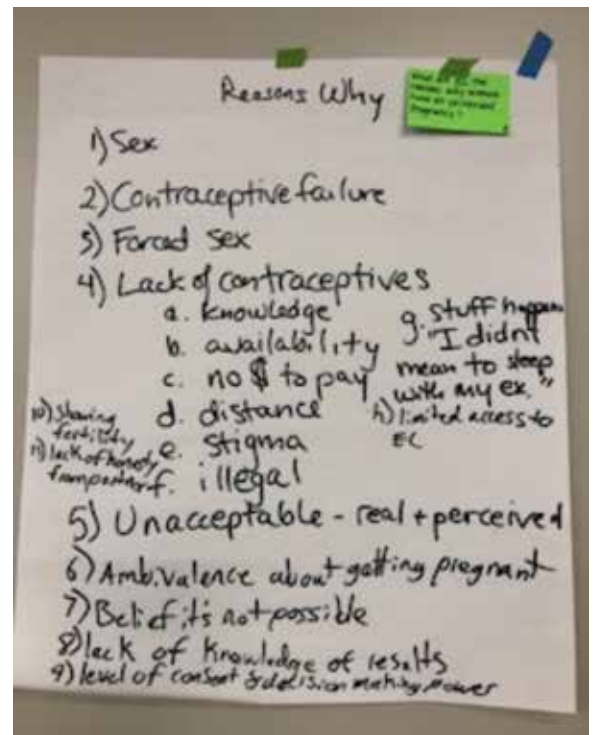 Reasons Why
1) Sex
2) Contraceptive failure
3) Forced sex
4) Lack of contraceptives
a. knowledge
b. availability
c. no $ to pay
d. distance
e. stigma
f. illegal
g. stuff happens
"I didnt
mean to sleep
with my ex."
h) limited access to
EC
5) Unacceptable - real + perceived
6) Ambivalence about getting pregnant
7) Belief its not possible
8) lack of knowledge of results
9) level of consent & decision making power
10) showing
fertility
11) lack of honesty
from partner